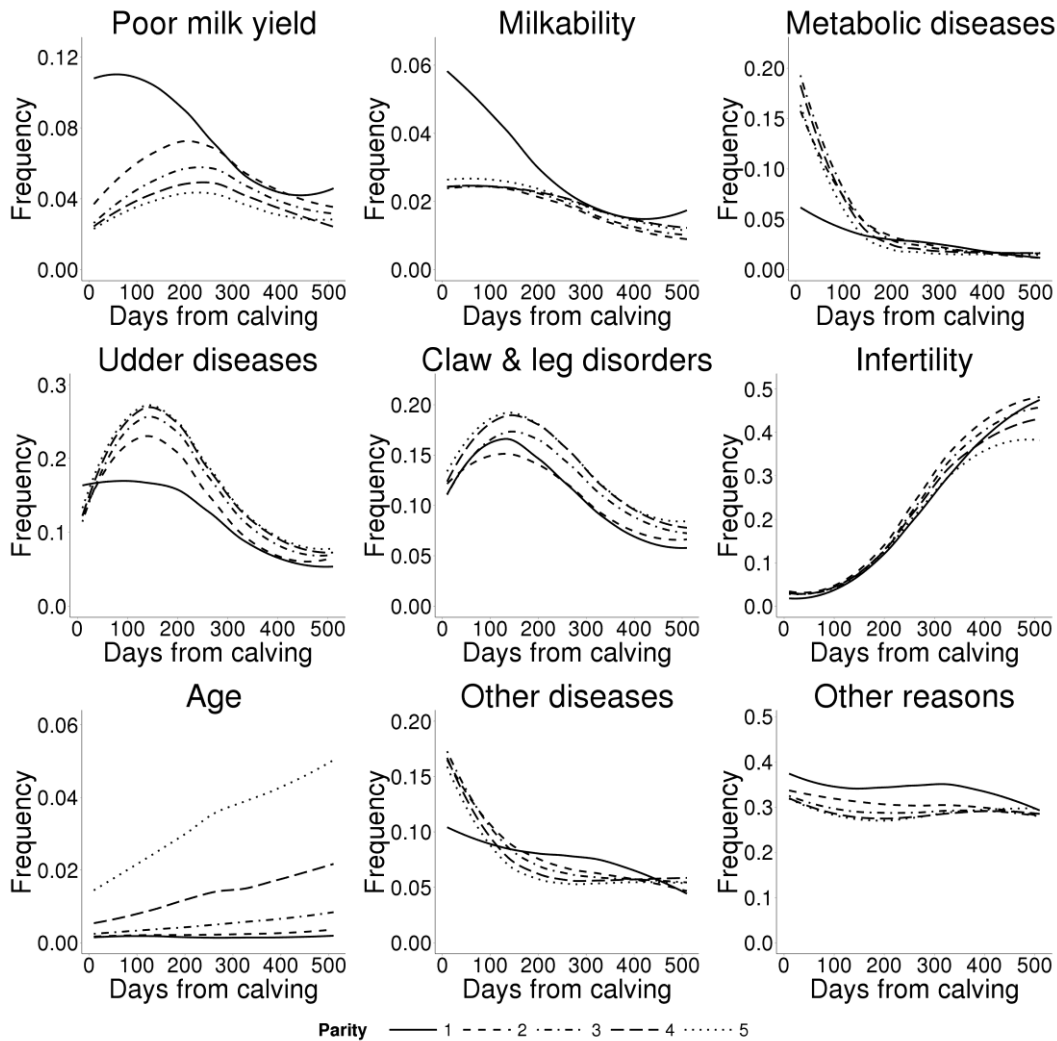 Poor milk yield
Frequency
0.12
0.08
0.04
0.00
0 100 200 300 400 500
Days from calving
Milkability
Frequency
0.06
0.04
0.02
0.00
0 100 200 300 400 500
Days from calving
Metabolic diseases
Frequency
0.20
0.15
0.10
0.05
0.00
0 100 200 300 400 500
Days from calving
Udder diseases
Frequency
0.3
0.2
0.1
0.0
0 100 200 300 400 500
Days from calving
Claw & leg disorders
Frequency
0.20
0.15
0.10
0.05
0.00
0 100 200 300 400 500
Days from calving
Infertility
Frequency
0.5
0.4
0.3
0.2
0.1
0.0
0 100 200 300 400 500
Days from calving
Age
Frequency
0.06
0.04
0.02
0.00
0 100 200 300 400 500
Days from calving
Other diseases
Frequency
0.20
0.15
0.10
0.05
0.00
0 100 200 300 400 500
Days from calving
Other reasons
Frequency
0.5
0.4
0.3
0.2
0.1
0.0
0 100 200 300 400 500
Days from calving
Parity 1 2 3 4 5